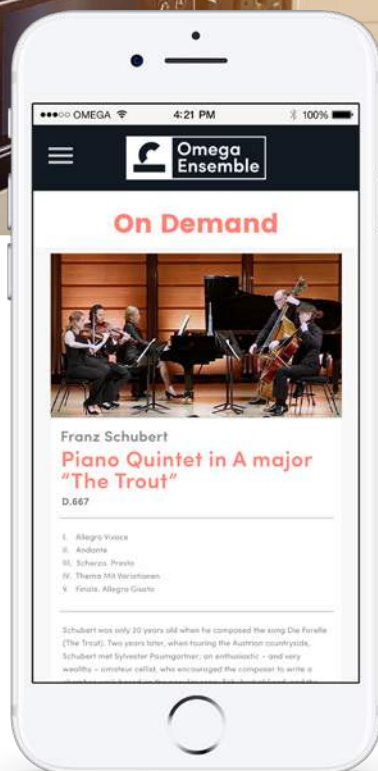 OMEGA 4:21 PM 100%
Omega
Ensemble
On Demand
Franz Schubert
Piano Quintet in A major
"The Trout"
D.667
I. Allegro Vivace
II. Andante
III. Scherzo. Presto
IV. Thema Mit Variationen
V. Finale. Allegro Giusto
Schubert was only 20 years old when he composed the song Die Forelle
(The Trout). Two years later, when touring the Austrian countryside,
Schubert met Sylvester Paumgartner; an enthusiastic – and very
wealthy – amateur cellist, who encouraged the composer to write a